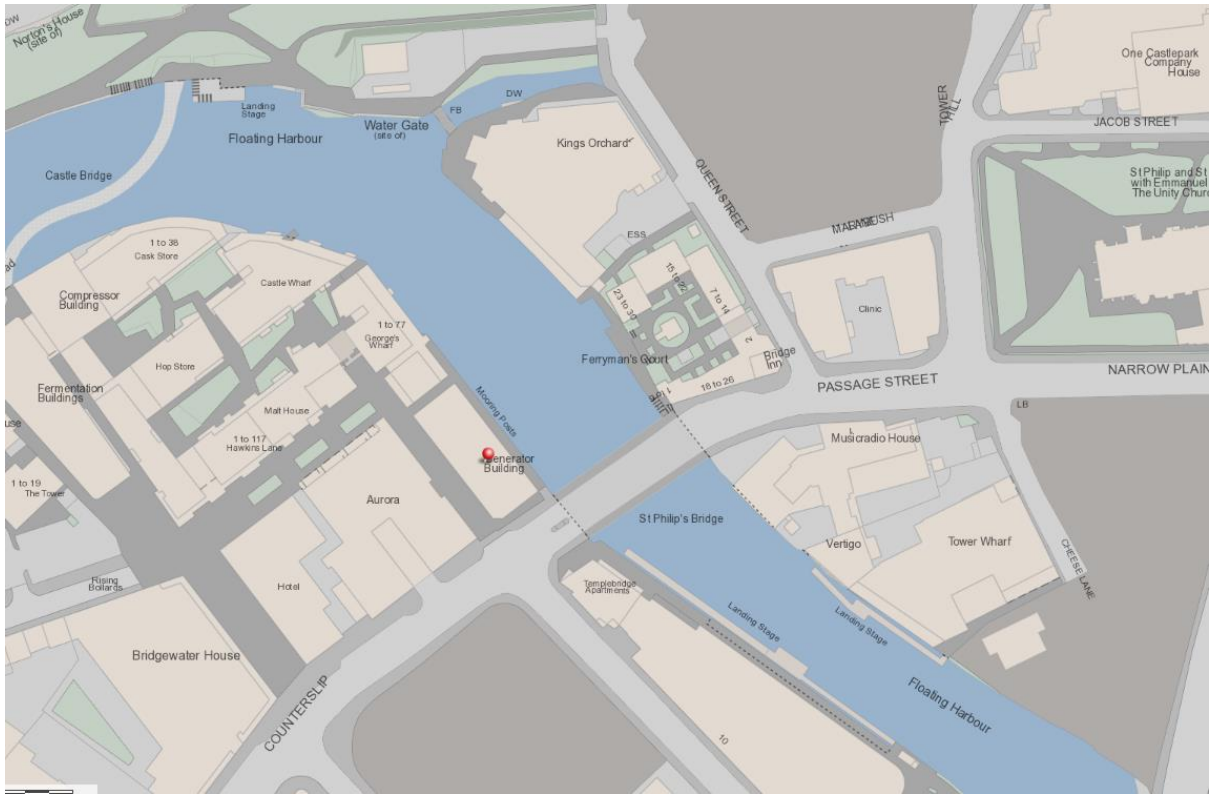 DW
Norton's House
(site of)
Landing
Stage
Floating Harbour
Water Gate
(site of)
FB
DW
Kings Orchard
TOWER
HILL
One Castlepark
Company
House
JACOB STREET
Castle Bridge
QUEEN STREET
St Philip and St
with Emmanuel
The Unity Chur
1 to 38
Cask Store
ESS
Castle Wharf
Compressor
Building
15 to 22
23 to 30
7 to 14
2
Clinic
1 to 77
George's
Wharf
Hop Store
Ferryman's Court
Bridge
Inn
16 to 26
PASSAGE STREET
NARROW PLAIN
Fermentation
Buildings
Mooring Posts
Malt House
LB
1 to 117
Hawkins Lane
Musicradio House
Generator
Building
1 to 19
The Tower
Aurora
St Philip's Bridge
Vertigo
Tower Wharf
CHEESE LANE
Rising
Bollards
Hotel
Templebridge
Apartments
Landing Stage
Landing Stage
Bridgewater House
Floating Harbour
COUNTERSLIP
10